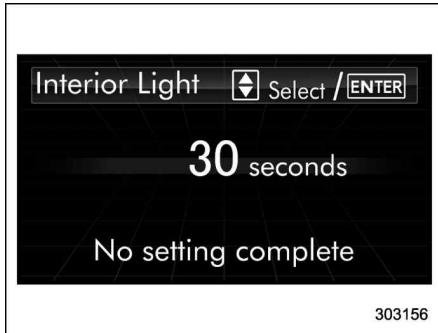 Interior Light Select / ENTER
30 seconds
No setting complete
303156